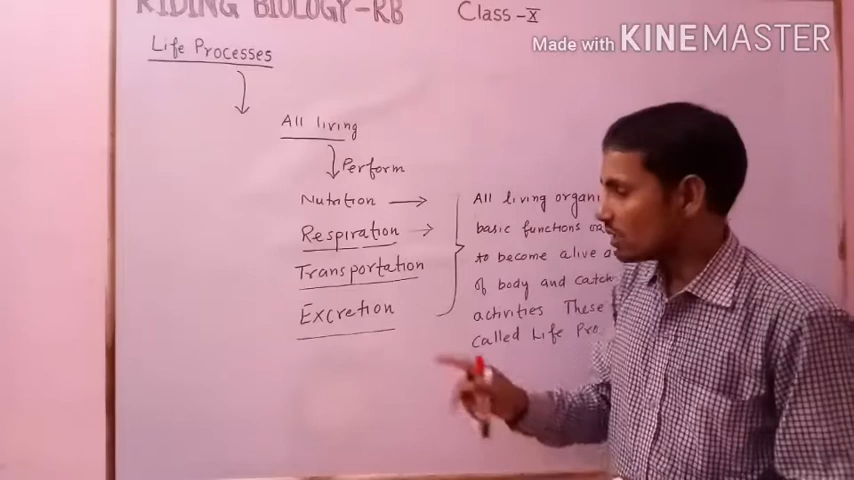 RIDING BIOLOGY-RB Class-X
Made with KINEMASTER
Life Processes
All living
Perform
Nutrition
Respiration
Transportation
Excretion
All living organi
basic functions
to become alive
of body and catch
activities These
called Life Pro